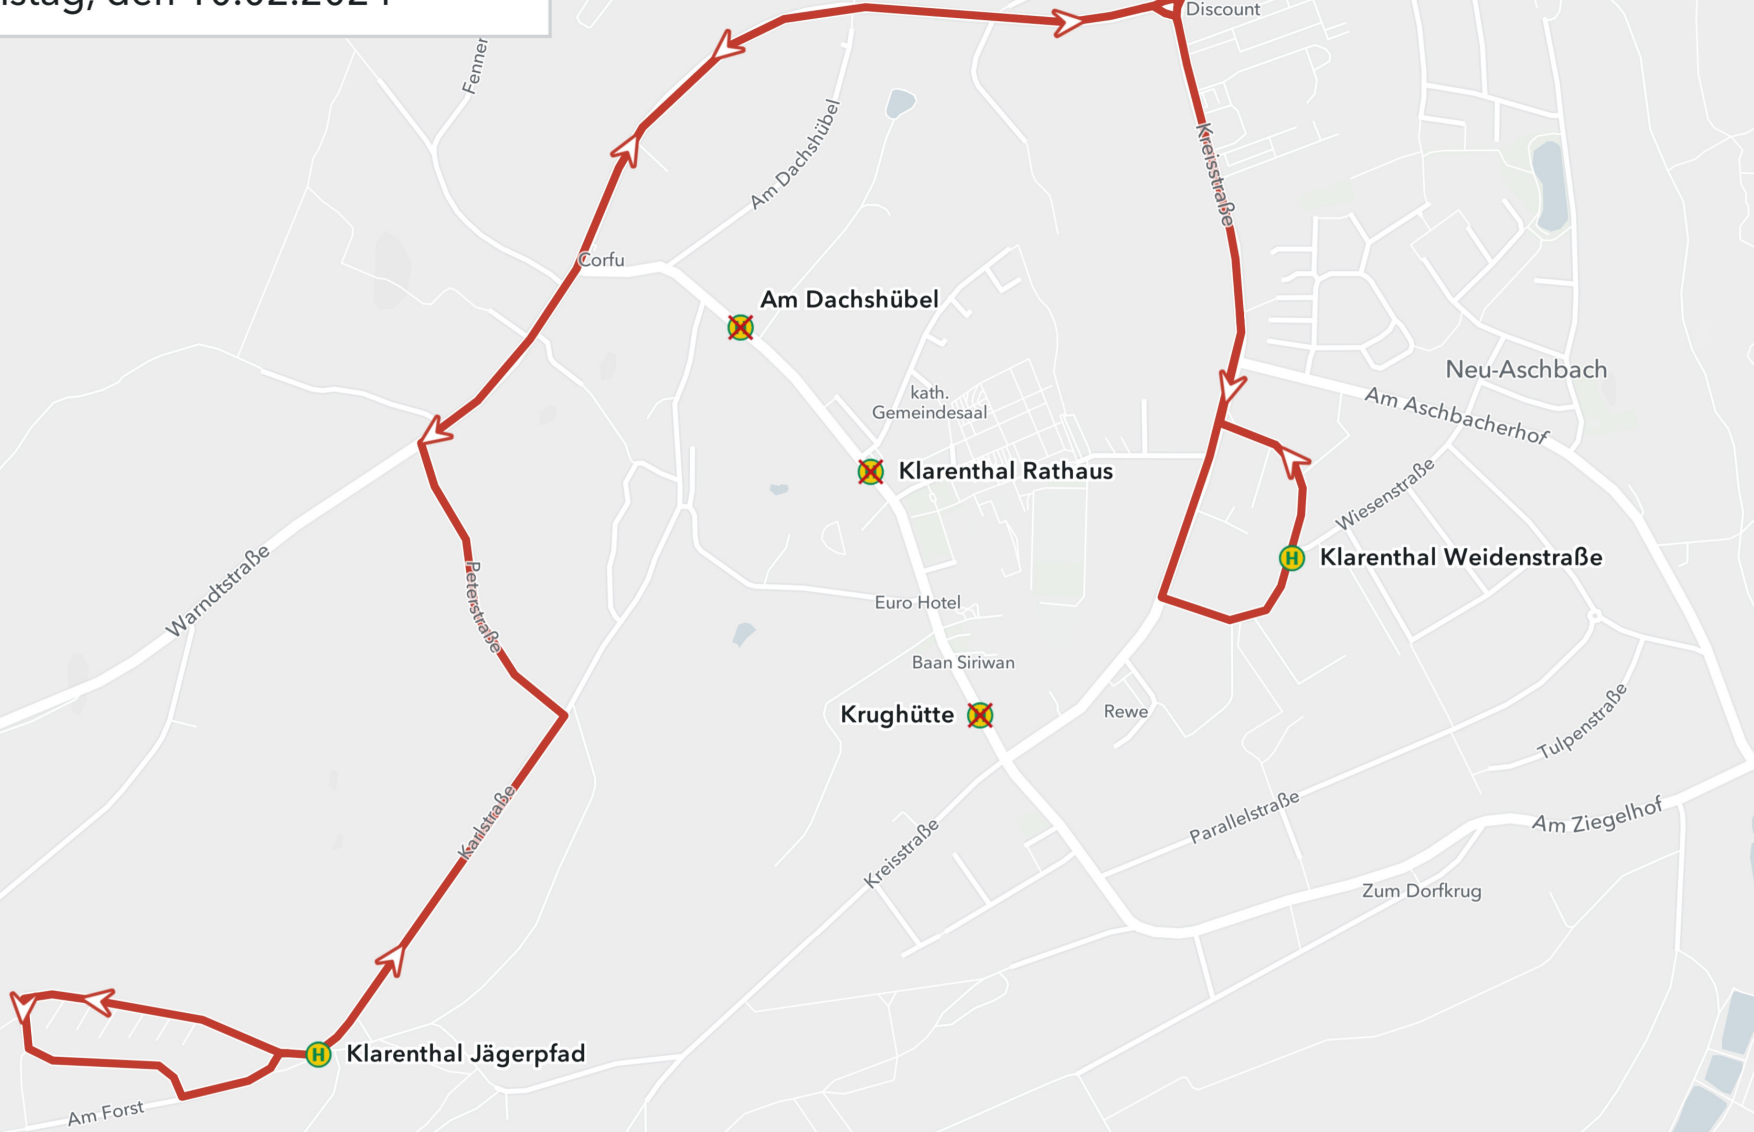 Discount
Fenner
Am Dachshübel
Kreisstraße
Corfu
Am Dachshübel
kath.
Gemeindesaal
Neu-Aschbach
Am Aschbacherhof
Klarenthal Rathaus
Wiesenstraße
Klarenthal Weidenstraße
Warndtstraße
Peterstraße
Euro Hotel
Baan Siriwan
Krughütte
Rewe
Tulpenstraße
Karlstraße
Parallelstraße
Am Ziegelhof
Kreisstraße
Zum Dorfkrug
H
Klarenthal Jägerpfad
H
Am Forst